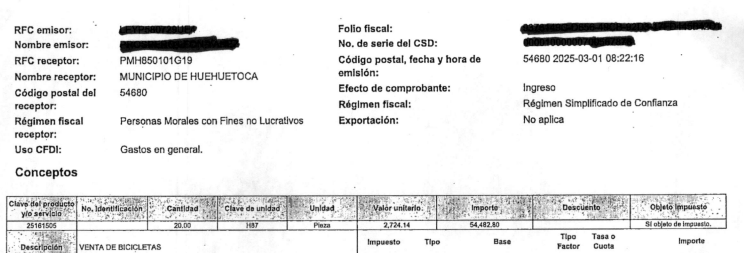 RFC emisor:
Nombre emisor:
RFC receptor: PMH850101G19
Nombre receptor: MUNICIPIO DE HUEHUETOCA
Código postal del receptor: 54680
Régimen fiscal receptor: Personas Morales con Fines no Lucrativos
Uso CFDI: Gastos en general.
Folio fiscal:
No. de serie del CSD:
Código postal, fecha y hora de emisión: 54680 2025-03-01 08:22:16
Efecto de comprobante: Ingreso
Régimen fiscal: Régimen Simplificado de Confianza
Exportación: No aplica
Conceptos
Clave del producto y/o servicio No. Identificación Cantidad Clave de unidad Unidad Valor unitario Importe Descuento Objeto impuesto
25161505 20.00 H87 Pieza 2,724.14 54,482.80 Sí objeto de impuesto.
Descripción VENTA DE BICICLETAS Impuesto Tipo Base Tipo Factor Tasa o Cuota Importe